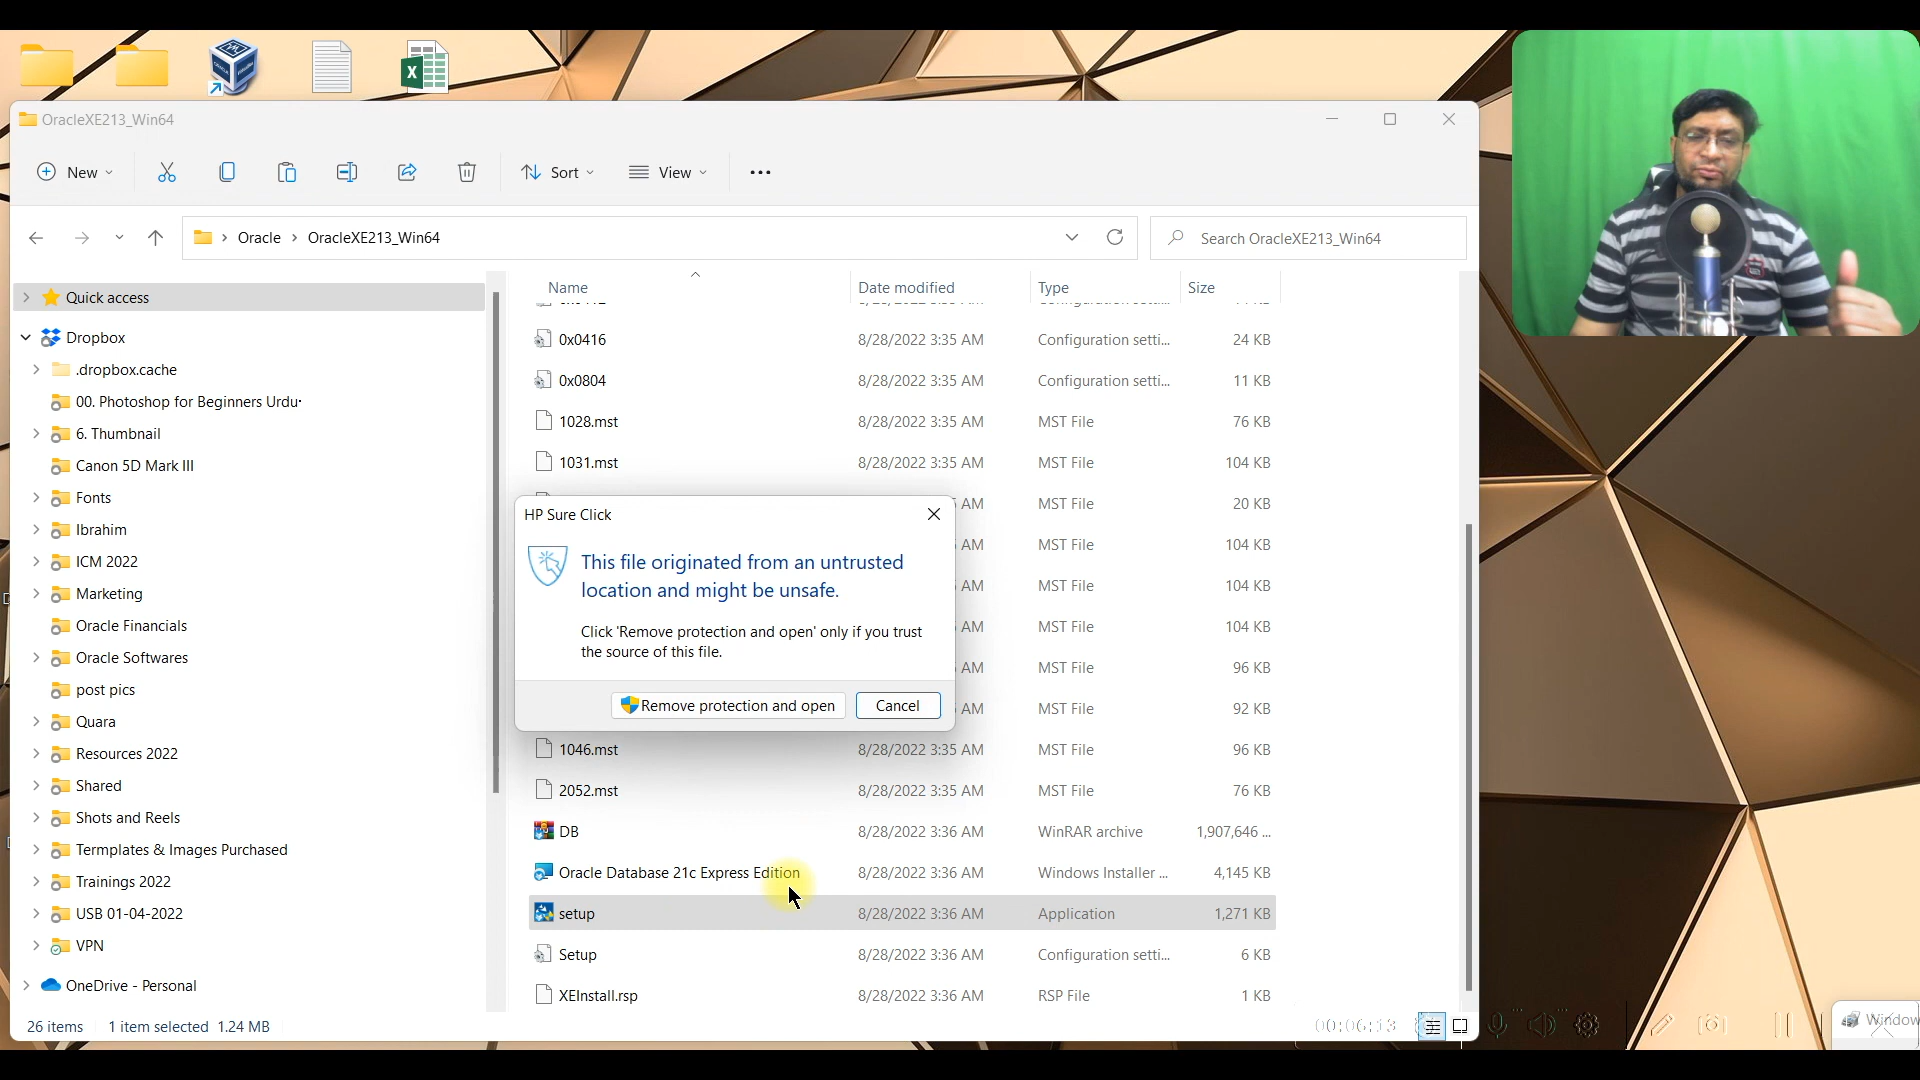 OracleXE213_Win64
New
Sort
View
Oracle
OracleXE213_Win64
Search OracleXE213_Win64
Quick access
Dropbox
.dropbox.cache
00. Photoshop for Beginners Urdu
6. Thumbnail
Canon 5D Mark III
Fonts
Ibrahim
ICM 2022
Marketing
Oracle Financials
Oracle Softwares
post pics
Quara
Resources 2022
Shared
Shots and Reels
Termplates & Images Purchased
Trainings 2022
USB 01-04-2022
VPN
OneDrive - Personal
Name Date modified Type Size
0x0416 8/28/2022 3:35 AM Configuration setti... 24 KB
0x0804 8/28/2022 3:35 AM Configuration setti... 11 KB
1028.mst 8/28/2022 3:35 AM MST File 76 KB
1031.mst 8/28/2022 3:35 AM MST File 104 KB
AM MST File 20 KB
AM MST File 104 KB
AM MST File 104 KB
AM MST File 104 KB
AM MST File 96 KB
AM MST File 92 KB
1046.mst 8/28/2022 3:35 AM MST File 96 KB
2052.mst 8/28/2022 3:35 AM MST File 76 KB
DB 8/28/2022 3:36 AM WinRAR archive 1,907,646 ...
Oracle Database 21c Express Edition 8/28/2022 3:36 AM Windows Installer ... 4,145 KB
setup 8/28/2022 3:36 AM Application 1,271 KB
Setup 8/28/2022 3:36 AM Configuration setti... 6 KB
XEInstall.rsp 8/28/2022 3:36 AM RSP File 1 KB
HP Sure Click
This file originated from an untrusted
location and might be unsafe.
Click 'Remove protection and open' only if you trust
the source of this file.
Remove protection and open
Cancel
26 items 1 item selected 1.24 MB
00:06:13
Window